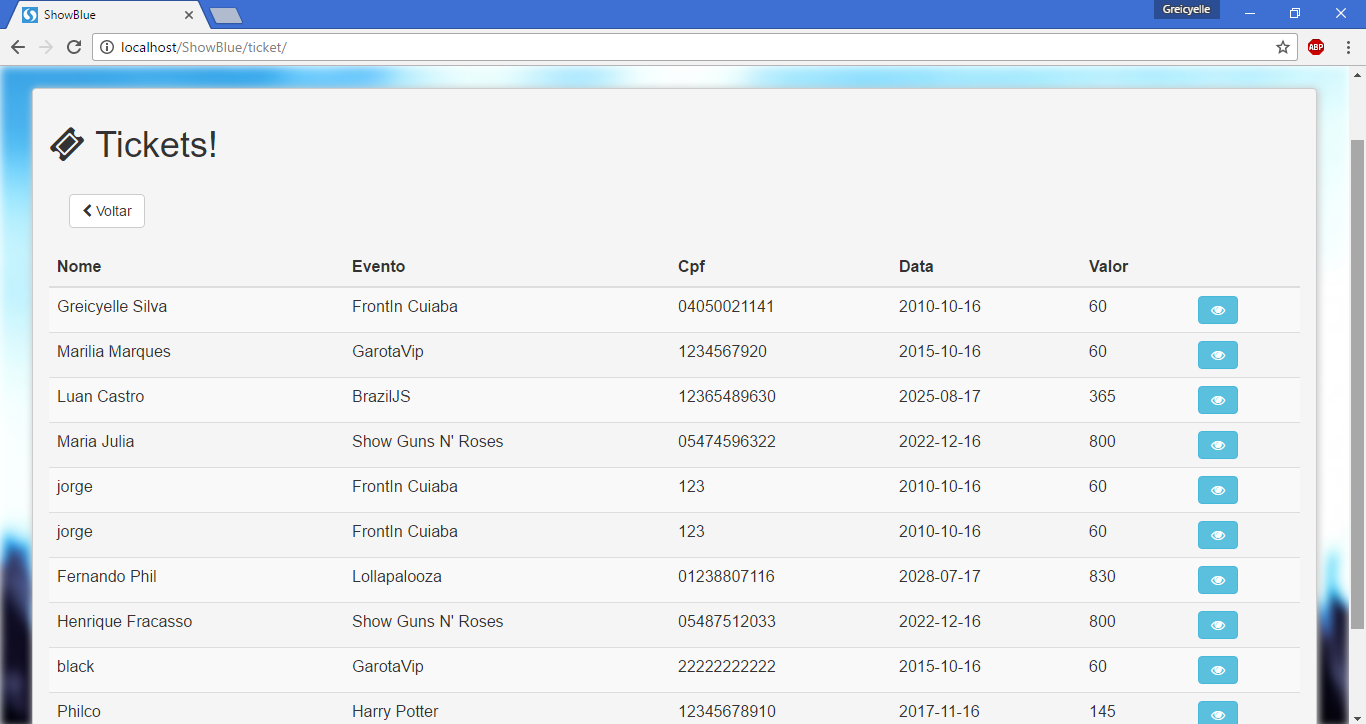 ShowBlue
Greicyelle
localhost/ShowBlue/ticket/
ABP
Tickets!
Voltar
Nome Evento Cpf Data Valor
Greicyelle Silva FrontIn Cuiaba 04050021141 2010-10-16 60
Marilia Marques GarotaVip 1234567920 2015-10-16 60
Luan Castro BrazilJS 12365489630 2025-08-17 365
Maria Julia Show Guns N' Roses 05474596322 2022-12-16 800
jorge FrontIn Cuiaba 123 2010-10-16 60
jorge FrontIn Cuiaba 123 2010-10-16 60
Fernando Phil Lollapalooza 01238807116 2028-07-17 830
Henrique Fracasso Show Guns N' Roses 05487512033 2022-12-16 800
black GarotaVip 22222222222 2015-10-16 60
Philco Harry Potter 12345678910 2017-11-16 145